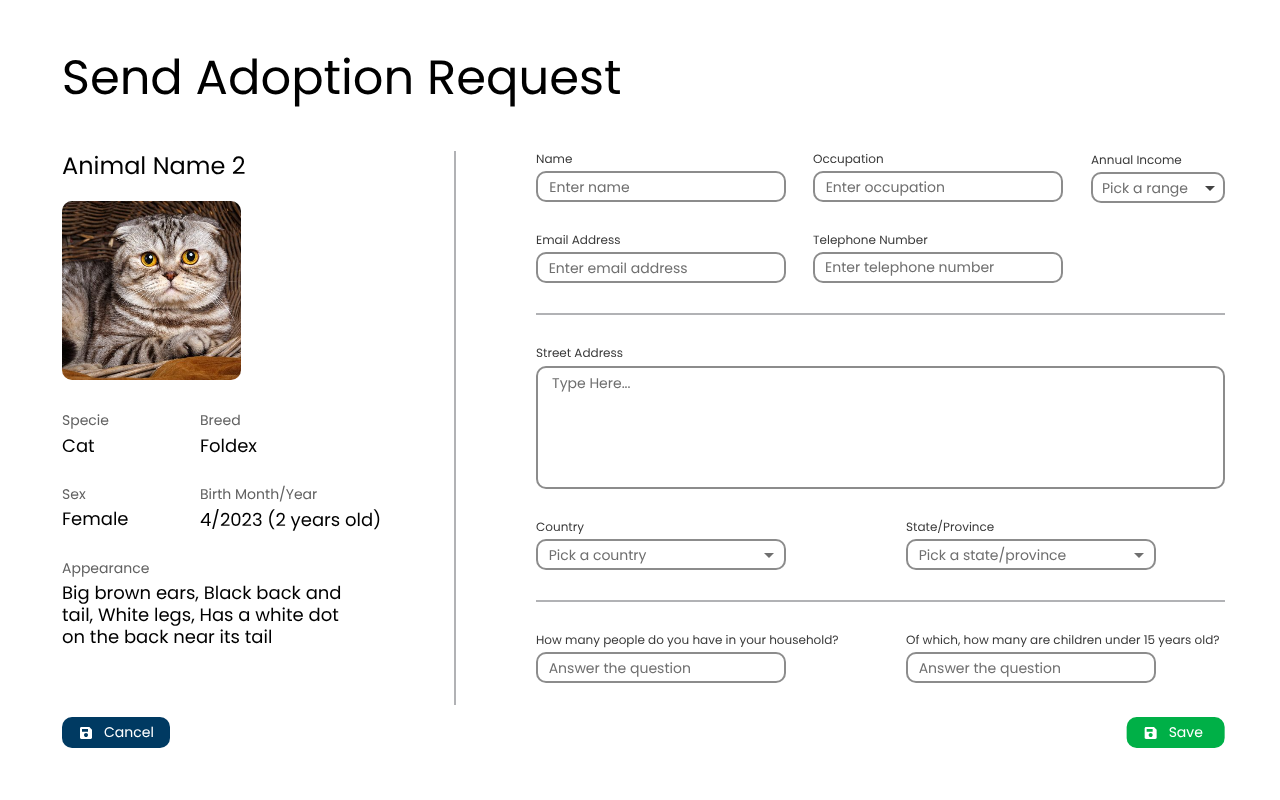 Send Adoption Request
Animal Name 2
Specie
Cat
Breed
Foldex
Sex
Female
Birth Month/Year
4/2023 (2 years old)
Appearance
Big brown ears, Black back and
tail, White legs, Has a white dot
on the back near its tail
Name
Enter name
Occupation
Enter occupation
Annual Income
Pick a range
Email Address
Enter email address
Telephone Number
Enter telephone number
Street Address
Type Here...
Country
Pick a country
State/Province
Pick a state/province
How many people do you have in your household?
Answer the question
Of which, how many are children under 15 years old?
Answer the question
Cancel
Save